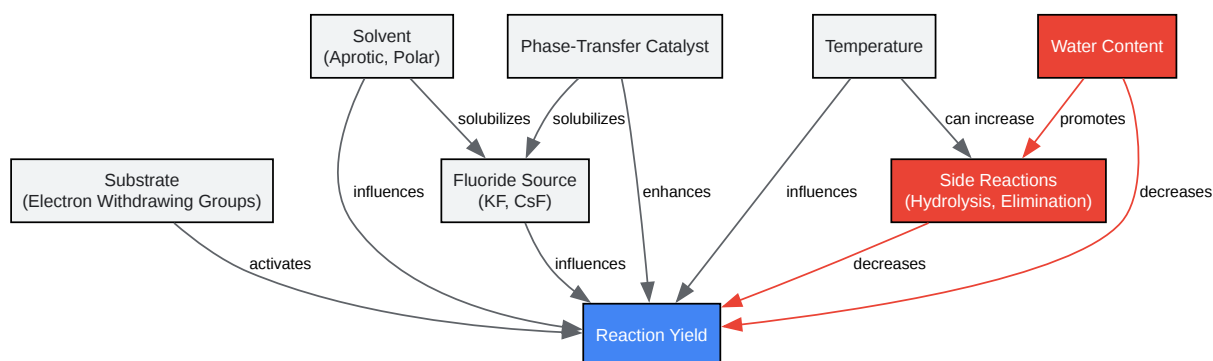 Solvent
(Aprotic, Polar)
Phase-Transfer Catalyst
Temperature
Water Content
solubilizes
solubilizes
can increase
promotes
Substrate
(Electron Withdrawing Groups)
influences
Fluoride Source
(KF, CsF)
enhances
influences
Side Reactions
(Hydrolysis, Elimination)
decreases
activates
influences
decreases
Reaction Yield